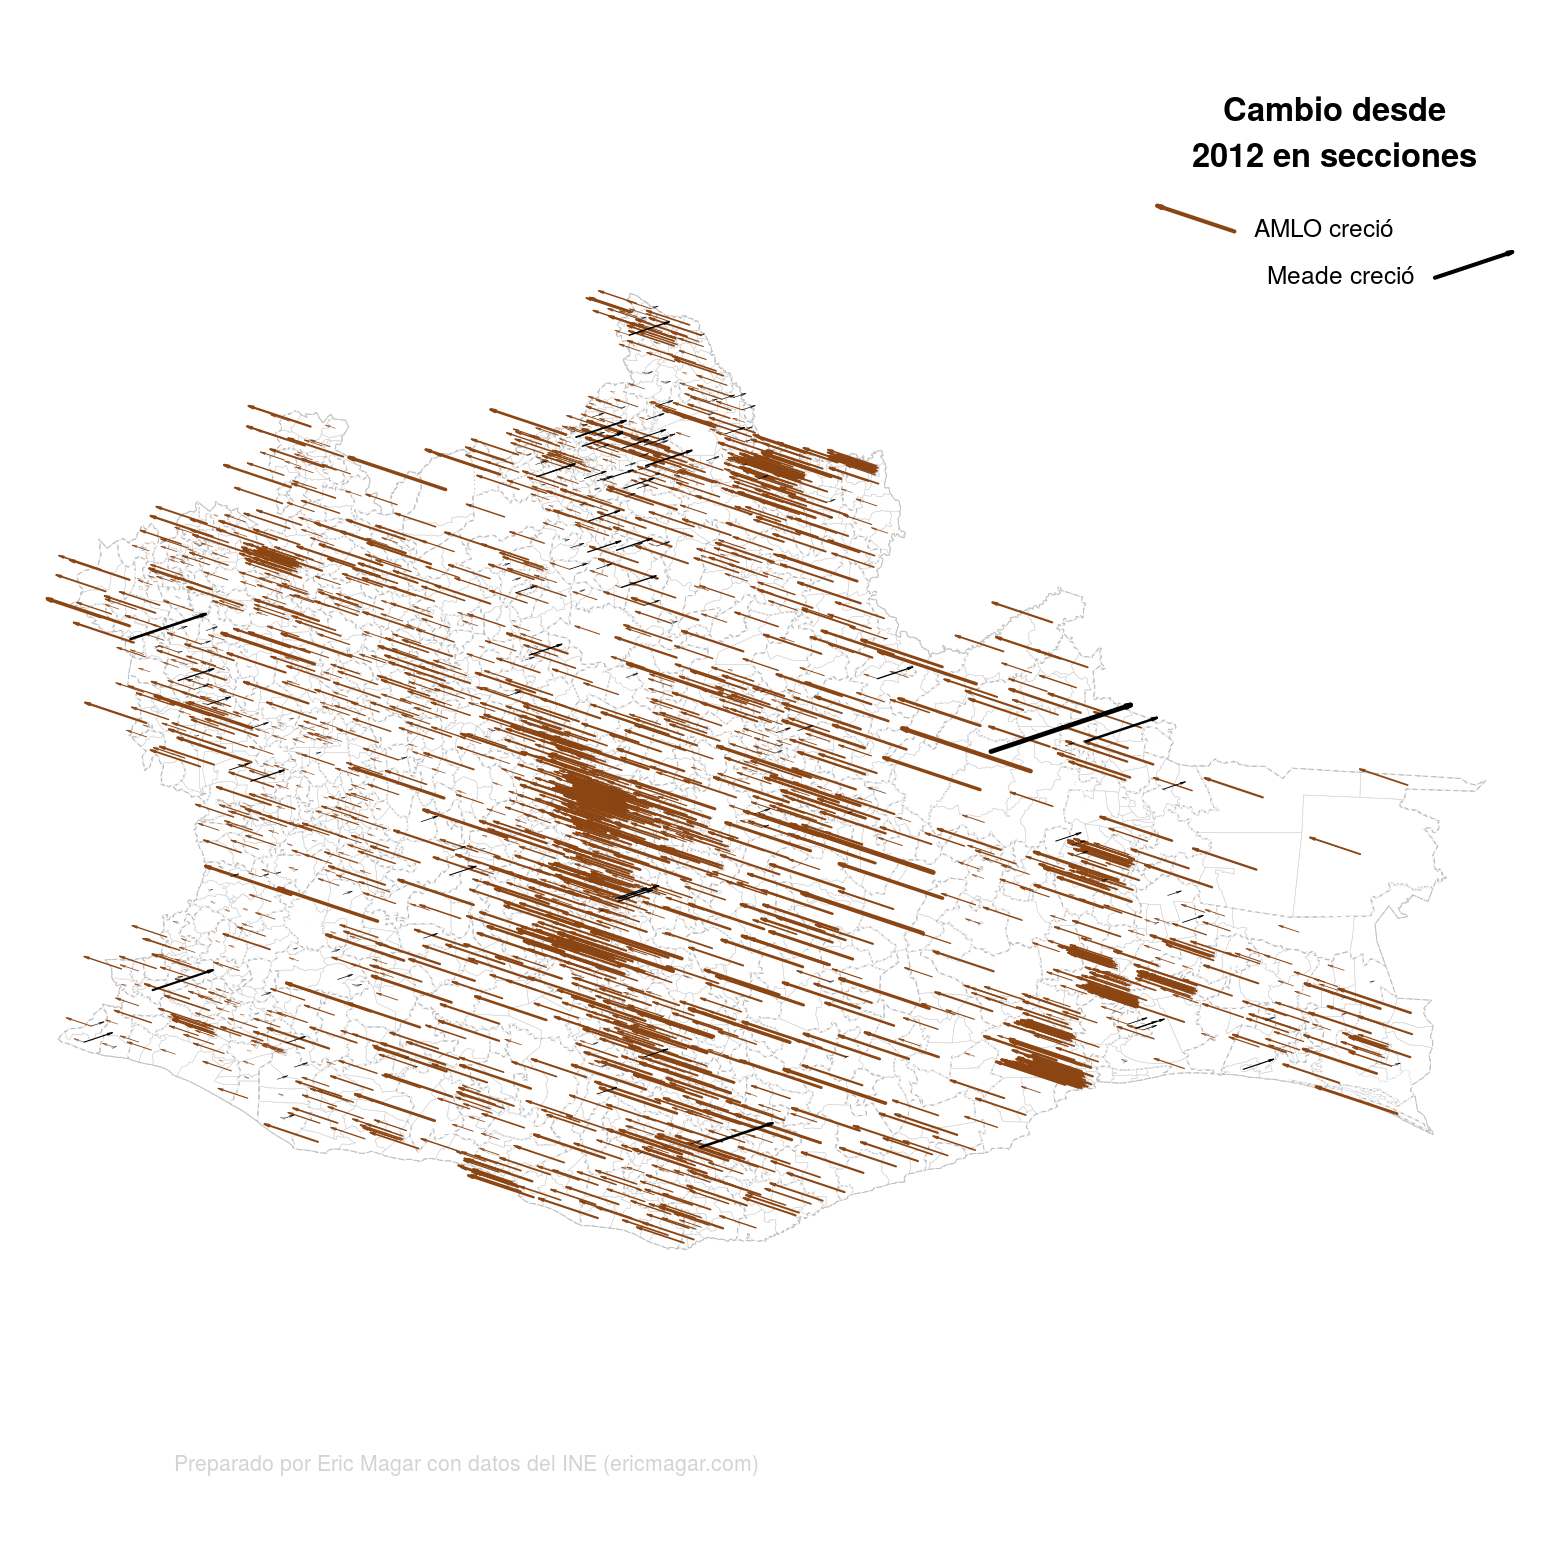 Cambio desde
2012 en secciones
AMLO creció
Meade creció
Preparado por Eric Magar con datos del INE (ericmagar.com)